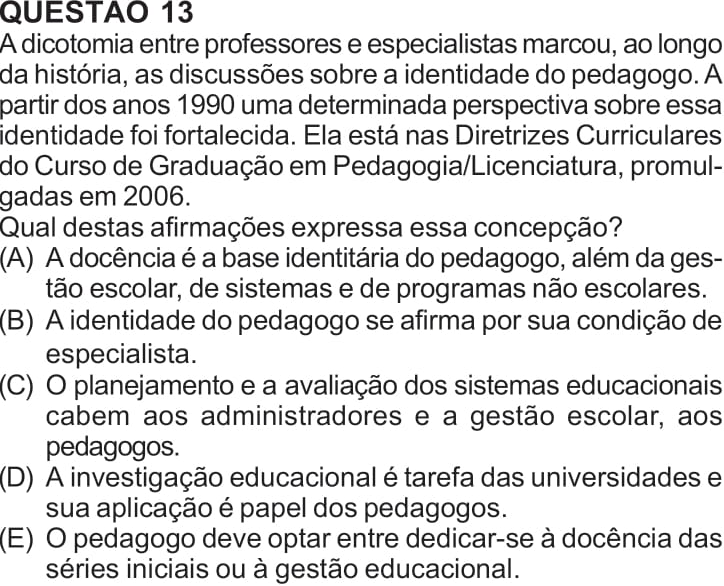 QUESTÃO 13
A dicotomia entre professores e especialistas marcou, ao longo
da história, as discussões sobre a identidade do pedagogo. A
partir dos anos 1990 uma determinada perspectiva sobre essa
identidade foi fortalecida. Ela está nas Diretrizes Curriculares
do Curso de Graduação em Pedagogia/Licenciatura, promul-
gadas em 2006.
Qual destas afirmações expressa essa concepção?
(A) A docência é a base identitária do pedagogo, além da ges-
tão escolar, de sistemas e de programas não escolares.
(B) A identidade do pedagogo se afirma por sua condição de
especialista.
(C) O planejamento e a avaliação dos sistemas educacionais
cabem aos administradores e a gestão escolar, aos
pedagogos.
(D) A investigação educacional é tarefa das universidades e
sua aplicação é papel dos pedagogos.
(E) O pedagogo deve optar entre dedicar-se à docência das
séries iniciais ou à gestão educacional.